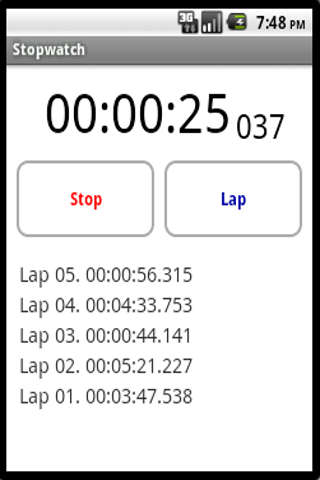 3G 7:48 PM
Stopwatch
00:00:25 037
Stop Lap
Lap 05. 00:00:56.315
Lap 04. 00:04:33.753
Lap 03. 00:00:44.141
Lap 02. 00:05:21.227
Lap 01. 00:03:47.538